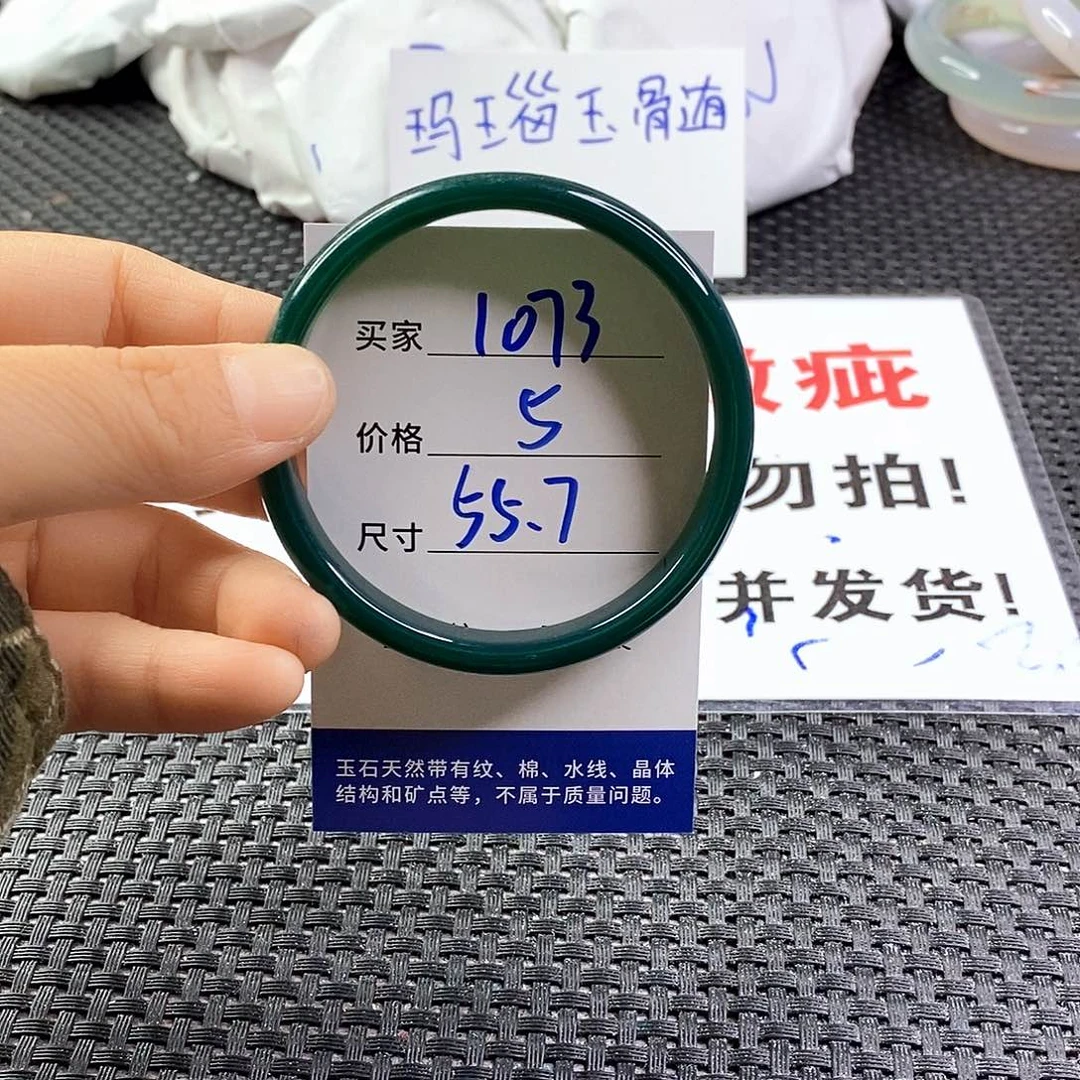 玛瑙玉骨髓
买家 1073
价格 5
尺寸 55.7
玉石天然带有纹、棉、水线、晶体
结构和矿点等，不属于质量问题。
疵
勿拍！
并发货！